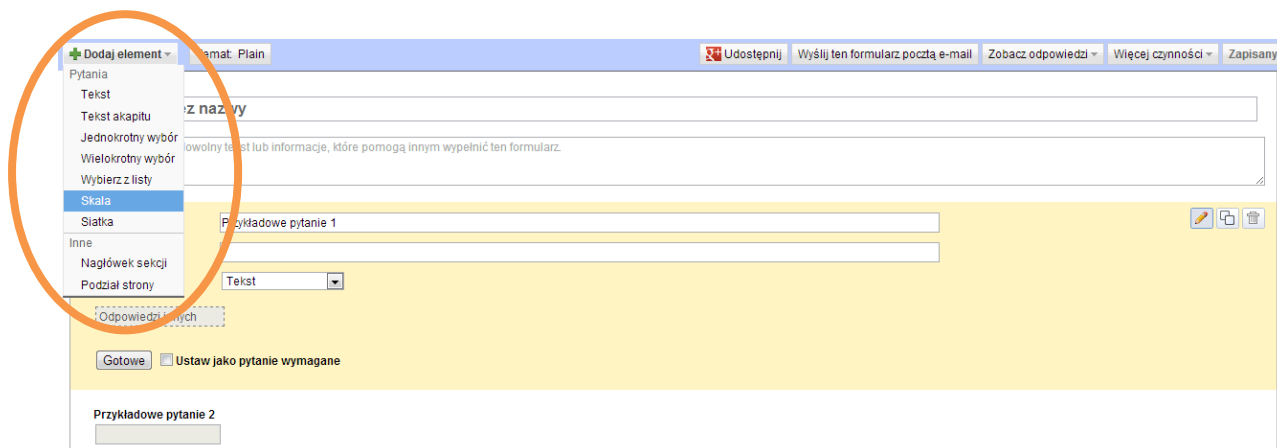 Dodaj element
Temat: Plain
Udostępnij
Wyślij ten formularz pocztą e-mail
Zobacz odpowiedzi
Więcej czynności
Zapisany
Pytania
Tekst
Tekst akapitu
Jednokrotny wybór
Wielokrotny wybór
Wybierz z listy
Skala
Siatka
Inne
Nagłówek sekcji
Podział strony
ez nazwy
dowolny tekst lub informacje, które pomogą innym wypełnić ten formularz.
Przykładowe pytanie 1
Tekst
Odpowiedzi innych
Gotowe
Ustaw jako pytanie wymagane
Przykładowe pytanie 2